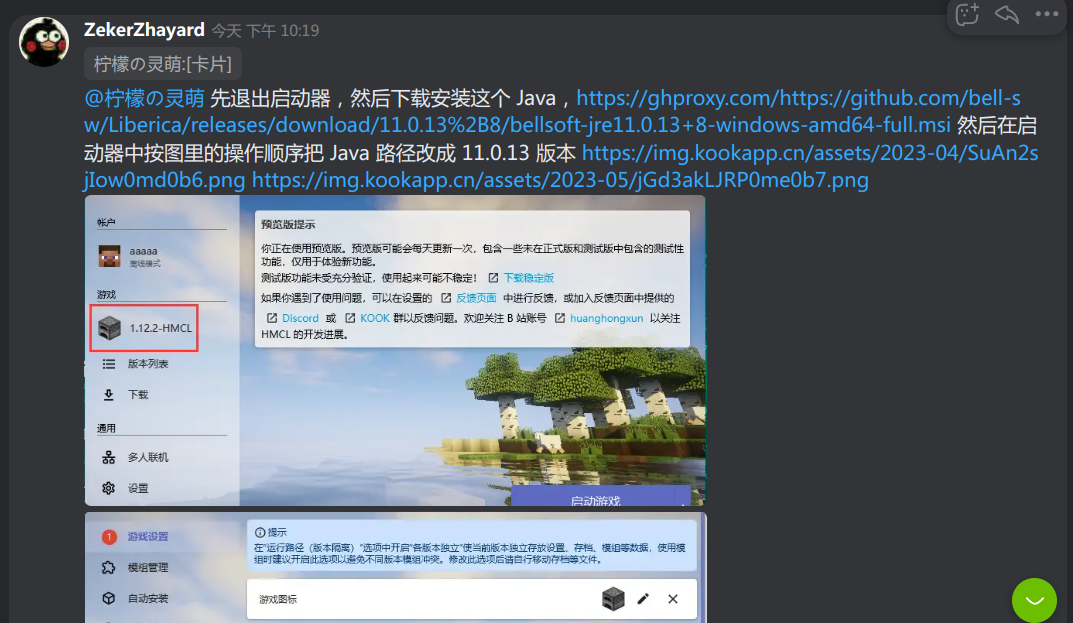 ZekerZhayard 今天 下午 10:19
柠檬の灵萌:[卡片]
@柠檬の灵萌 先退出启动器，然后下载安装这个 Java，https://ghproxy.com/https://github.com/bell-s
w/Liberica/releases/download/11.0.13%2B8/bellsoft-jre11.0.13+8-windows-amd64-full.msi 然后在启
动器中按图里的操作顺序把 Java 路径改成 11.0.13 版本 https://img.kookapp.cn/assets/2023-04/SuAn2s
jIow0md0b6.png https://img.kookapp.cn/assets/2023-05/jGd3akLJRP0me0b7.png
帐户
aaaaa
离线模式
游戏
1.12.2-HMCL
版本列表
下载
通用
多人联机
设置
预览版提示
你正在使用预览版。预览版可能会每天更新一次，包含一些未在正式版和测试版中包含的测试性
功能，仅用于体验新功能。
测试版功能未受充分验证，使用起来可能不稳定！ 下载稳定版
如果你遇到了使用问题，可以在设置的 反馈页面 中进行反馈，或加入反馈页面中提供的
Discord 或 KOOK 群以反馈问题。欢迎关注 B 站账号 huanghongxun 以关注
HMCL 的开发进展。
启动游戏
1 游戏设置
模组管理
自动安装
提示
在"运行路径（版本隔离）"选项中开启"各版本独立"使当前版本独立存放设置、存档、模组等数据，使用模
组时建议开启此选项以避免不同版本模组冲突。修改此选项后请自行移动存档等文件。
游戏图标